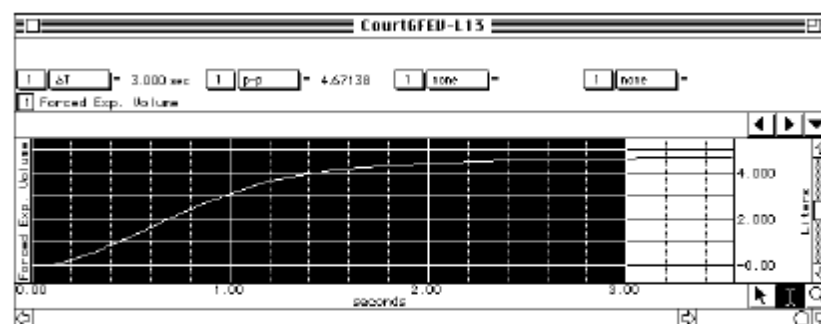 CourtGFEV-L13
1 ΔT = 3.000 sec 1 p-p = 4.67138 1 none = 1 none =
1 Forced Exp. Volume
Forced Exp. Volume
4.000
2.000
-0.00
Liters
0.00 1.00 2.00 3.00
seconds